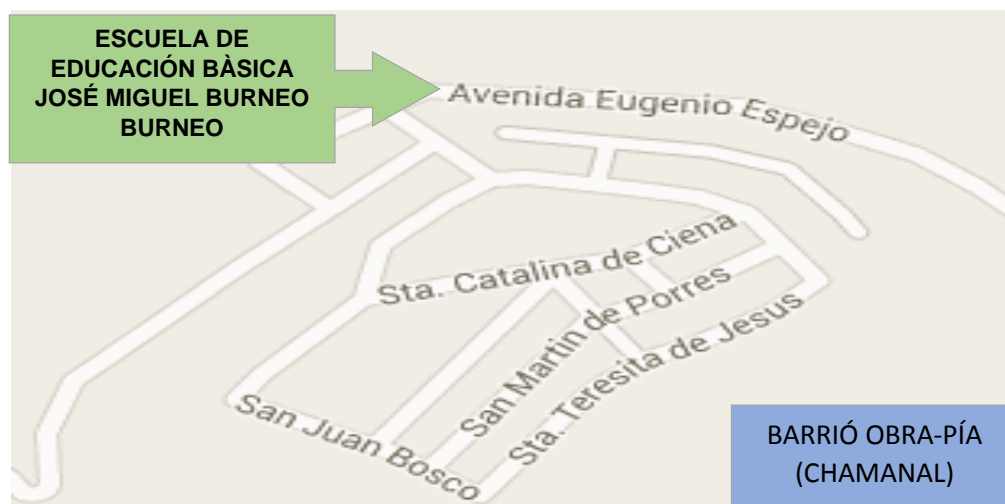 ESCUELA DE
EDUCACIÓN BÀSICA
JOSÉ MIGUEL BURNEO
BURNEO
Avenida Eugenio Espejo
Sta. Catalina de Ciena
San Martin de Porres
Sta. Teresita de Jesus
San Juan Bosco
BARRIÓ OBRA-PÍA
(CHAMANAL)